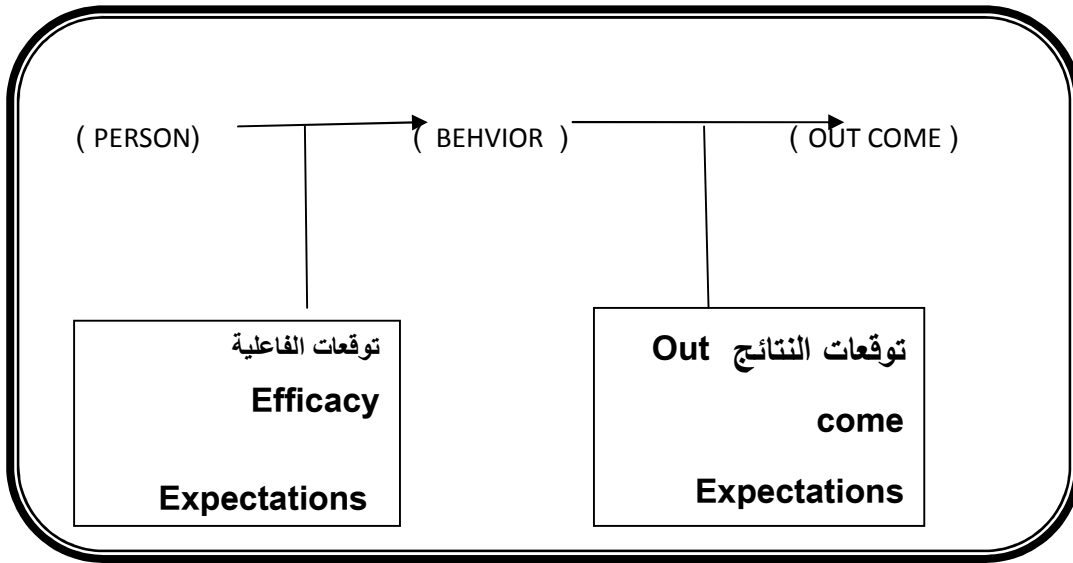 ( PERSON) ( BEHVIOR ) ( OUT COME )
توقعات الفاعلية
Efficacy
Expectations
توقعات النتائج Out
come
Expectations